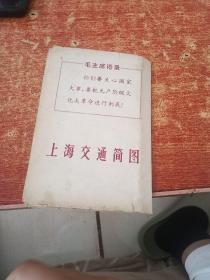 毛主席语录
你们要关心国家
大事，要把无产阶级文
化大革命进行到底！
上海交通简图